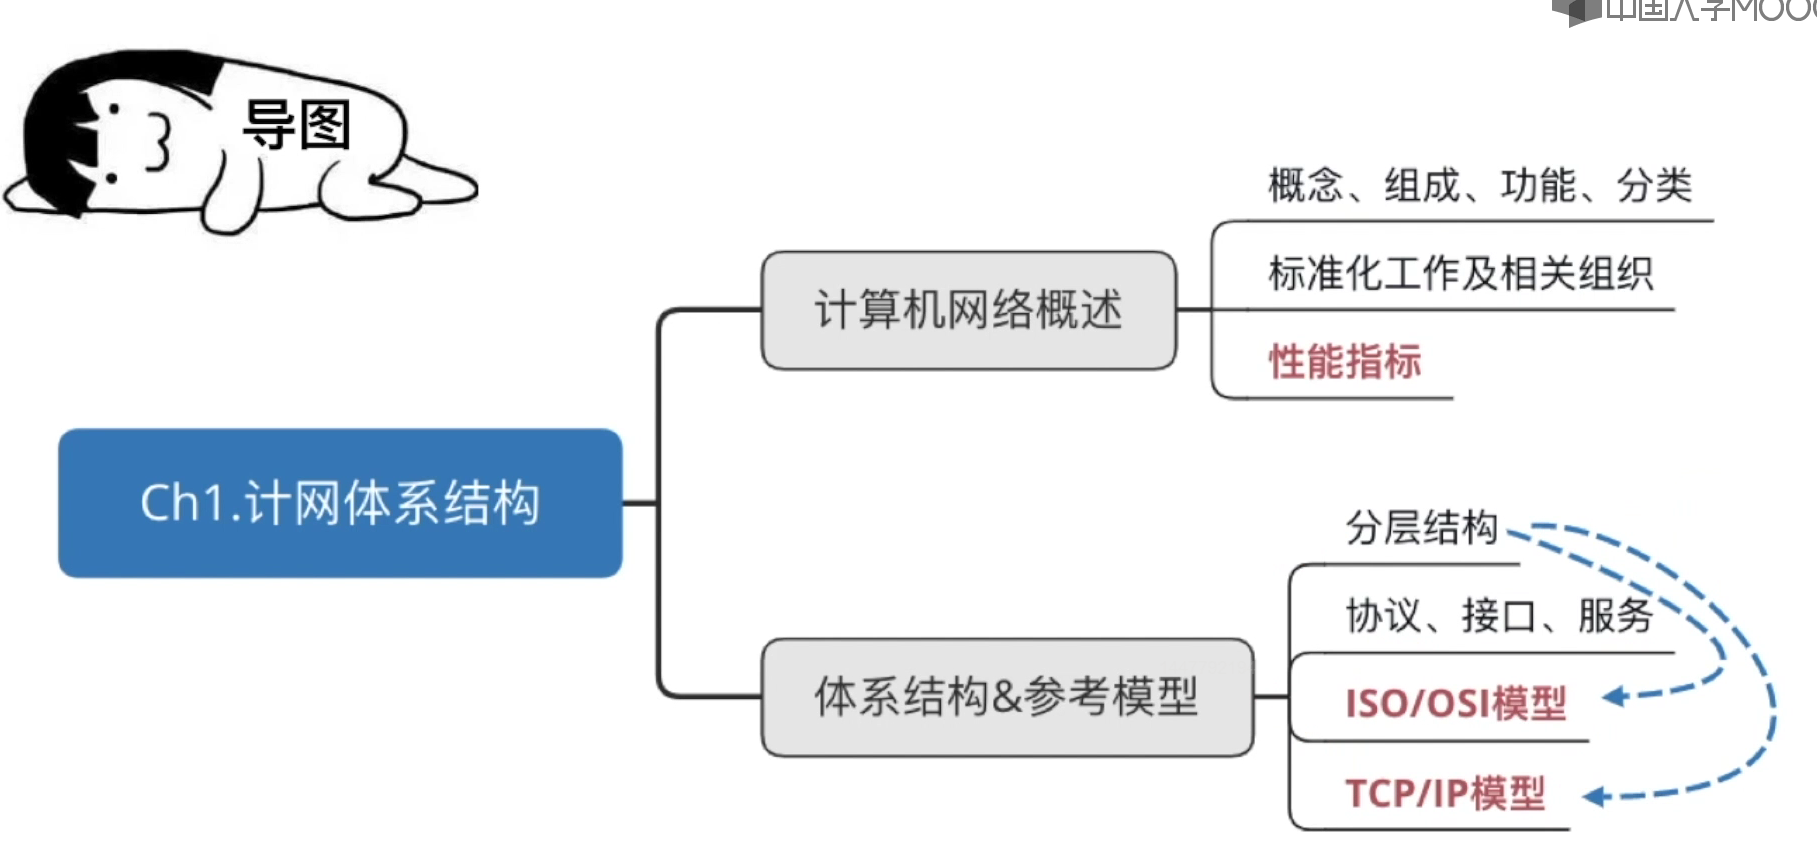 中国大学MOOC
导图
概念、组成、功能、分类
标准化工作及相关组织
性能指标
计算机网络概述
Ch1.计网体系结构
分层结构
协议、接口、服务
ISO/OSI模型
TCP/IP模型
体系结构&参考模型